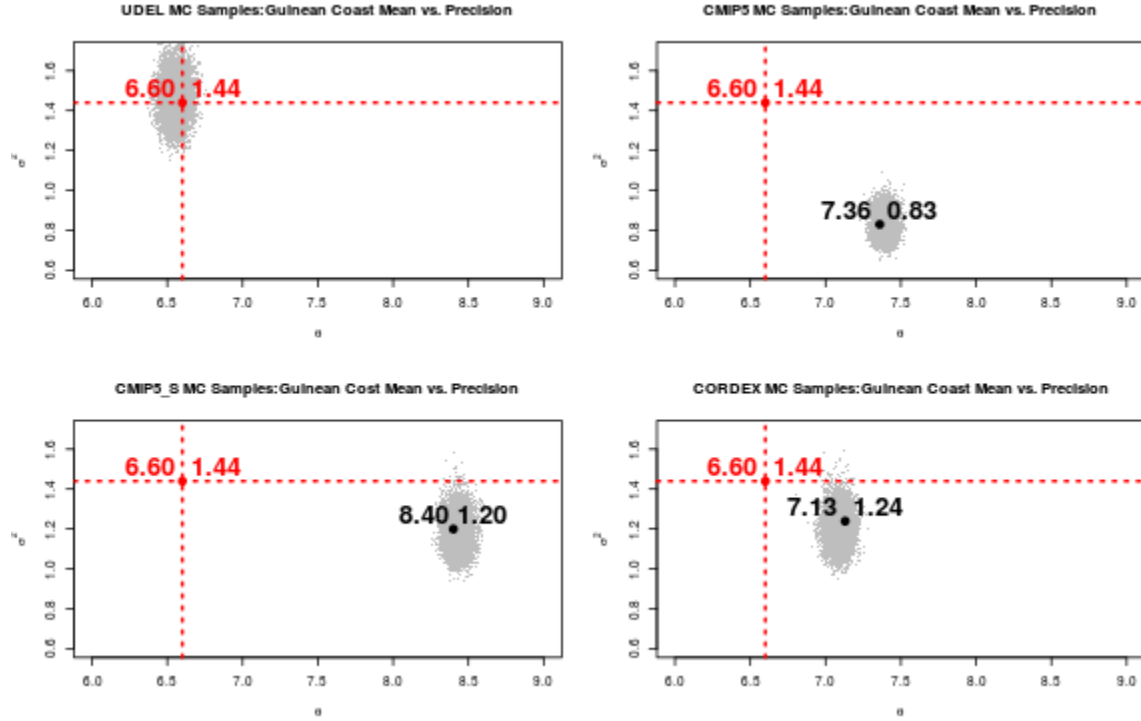 UDEL MC Samples:Guinean Coast Mean vs. Precision
6.60 1.44
σ²
0.6 0.8 1.0 1.2 1.4 1.6
6.0 6.5 7.0 7.5 8.0 8.5 9.0
α
CMIP5 MC Samples:Guinean Coast Mean vs. Precision
6.60 1.44
7.36 0.83
σ²
0.6 0.8 1.0 1.2 1.4 1.6
6.0 6.5 7.0 7.5 8.0 8.5 9.0
α
CMIP5_S MC Samples:Guinean Cost Mean vs. Precision
6.60 1.44
8.40 1.20
σ²
0.6 0.8 1.0 1.2 1.4 1.6
6.0 6.5 7.0 7.5 8.0 8.5 9.0
α
CORDEX MC Samples:Guinean Coast Mean vs. Precision
6.60 1.44
7.13 1.24
σ²
0.6 0.8 1.0 1.2 1.4 1.6
6.0 6.5 7.0 7.5 8.0 8.5 9.0
α